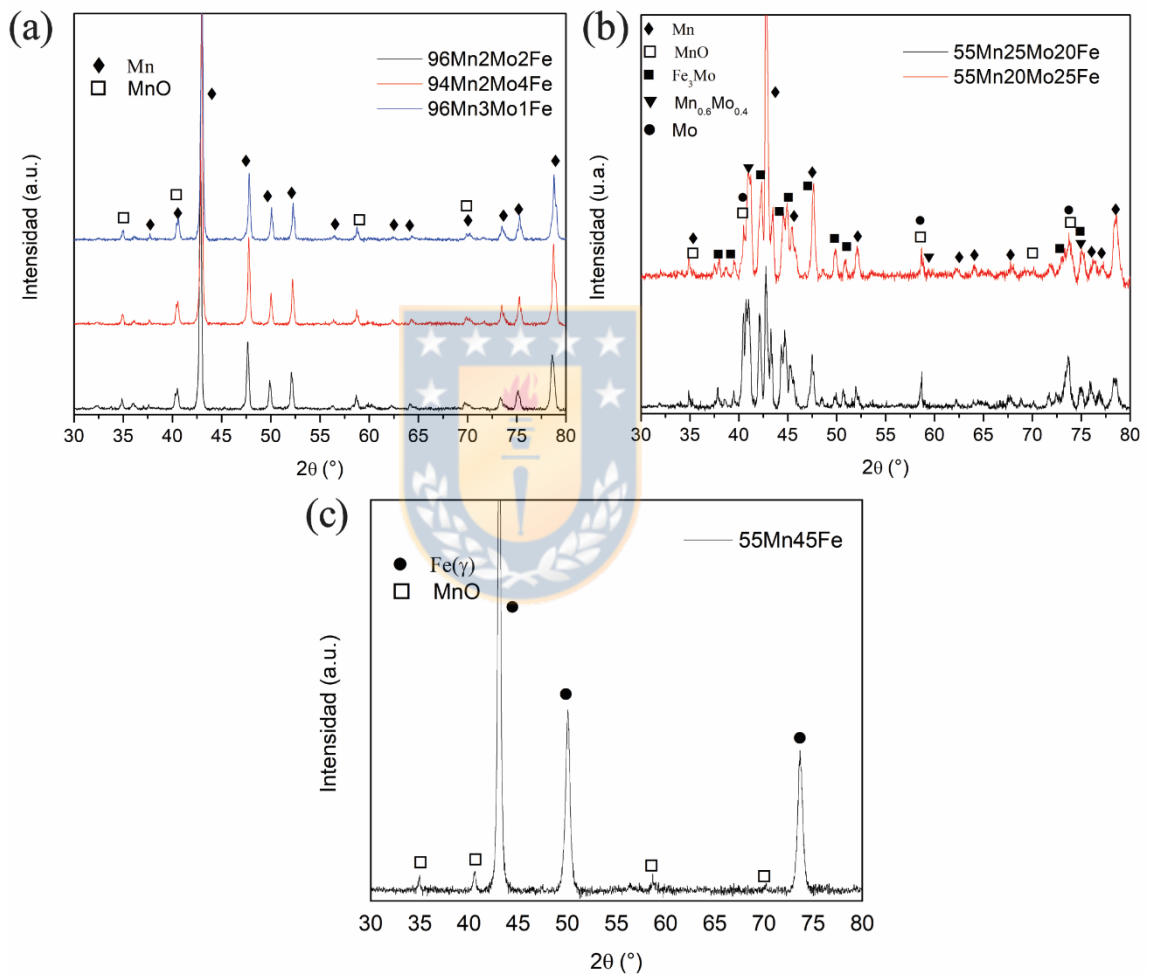 (a)
Mn
MnO
96Mn2Mo2Fe
94Mn2Mo4Fe
96Mn3Mo1Fe
Intensidad (a.u.)
30 35 40 45 50 55 60 65 70 75 80
2θ (°)
(b)
Mn
MnO
Fe₃Mo
Mn₀.₆Mo₀.₄
Mo
55Mn25Mo20Fe
55Mn20Mo25Fe
Intensidad (u.a.)
30 35 40 45 50 55 60 65 70 75 80
2θ (°)
(c)
Fe(γ)
MnO
55Mn45Fe
Intensidad (a.u.)
30 35 40 45 50 55 60 65 70 75 80
2θ (°)